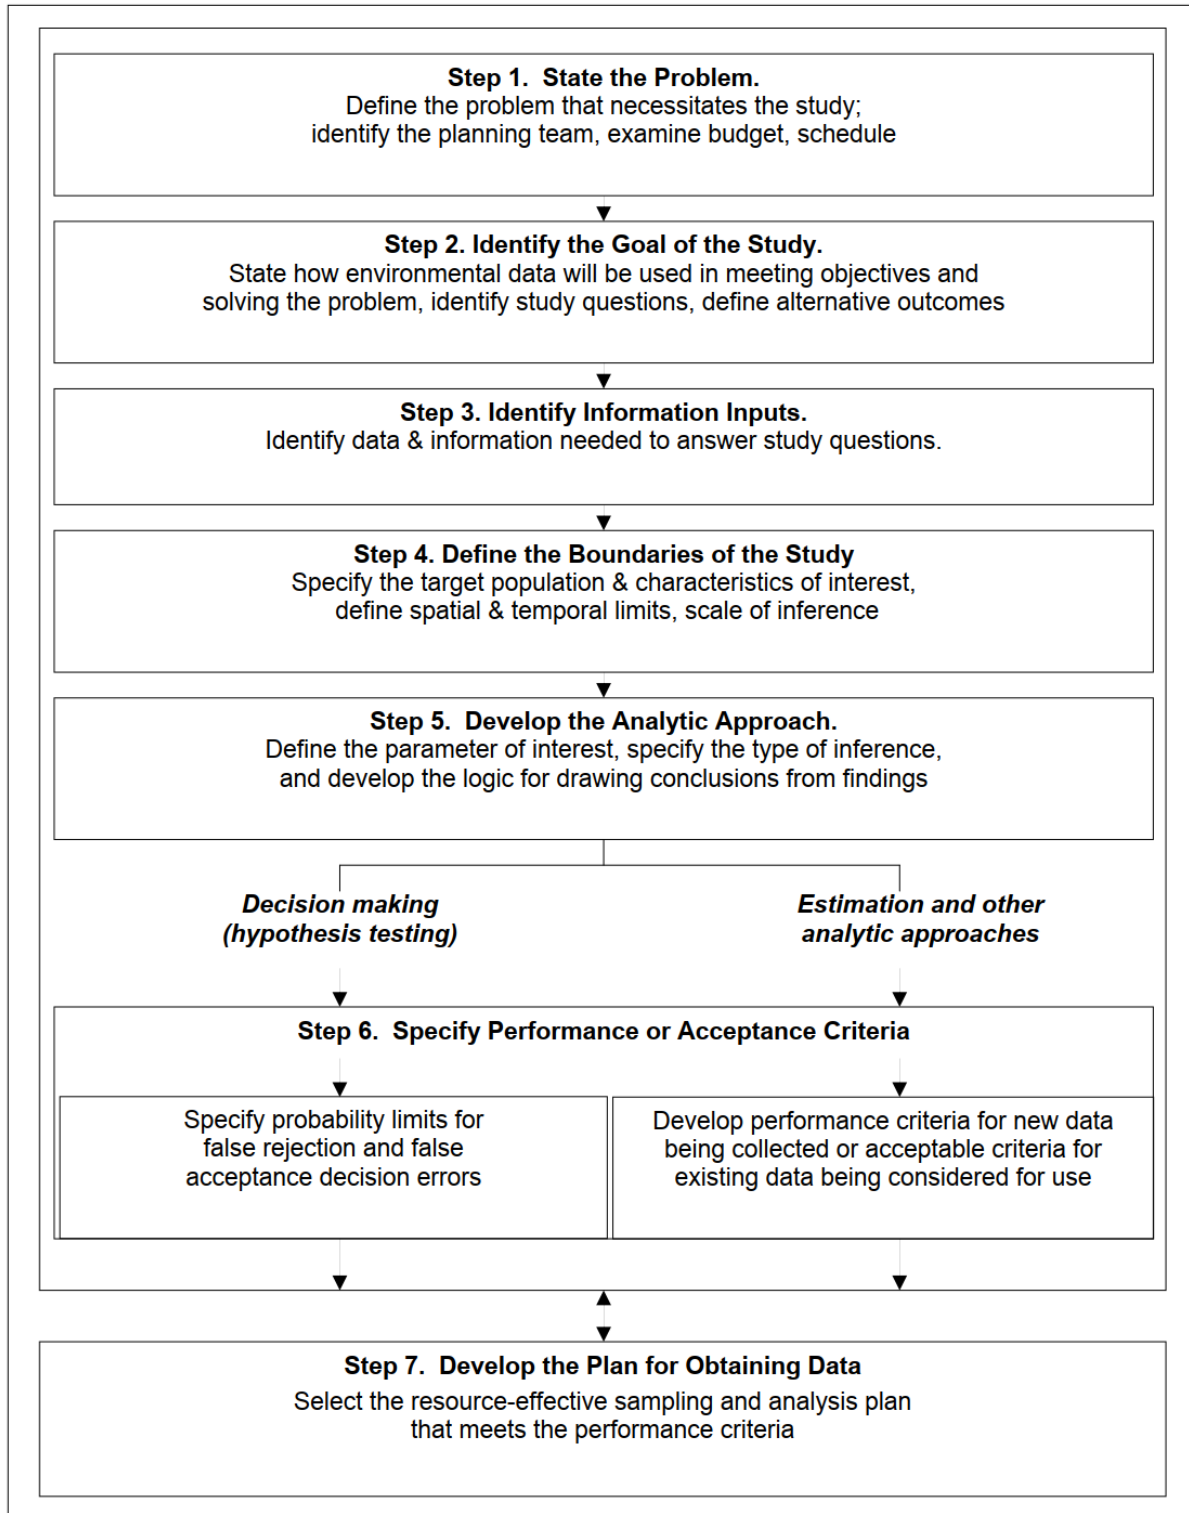 Step 1.  State the Problem.
Define the problem that necessitates the study;
identify the planning team, examine budget, schedule
Step 2. Identify the Goal of the Study.
State how environmental data will be used in meeting objectives and
solving the problem, identify study questions, define alternative outcomes
Step 3. Identify Information Inputs.
Identify data & information needed to answer study questions.
Step 4. Define the Boundaries of the Study
Specify the target population & characteristics of interest,
define spatial & temporal limits, scale of inference
Step 5.  Develop the Analytic Approach.
Define the parameter of interest, specify the type of inference,
and develop the logic for drawing conclusions from findings
Decision making
(hypothesis testing)
Estimation and other
analytic approaches
Step 6.  Specify Performance or Acceptance Criteria
Specify probability limits for
false rejection and false
acceptance decision errors
Develop performance criteria for new data
being collected or acceptable criteria for
existing data being considered for use
Step 7.  Develop the Plan for Obtaining Data
Select the resource-effective sampling and analysis plan
that meets the performance criteria